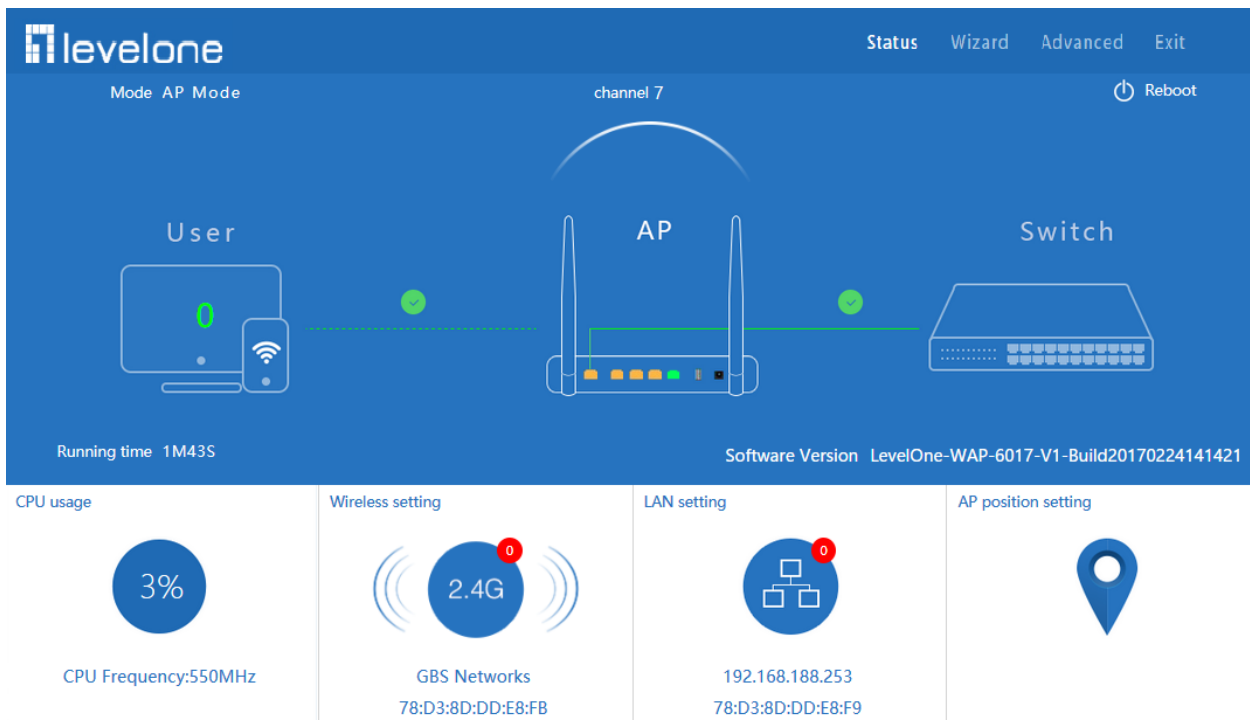 levelone
Status Wizard Advanced Exit
Mode AP Mode
channel 7
Reboot
User
AP
Switch
0
Running time 1M43S
Software Version LevelOne-WAP-6017-V1-Build20170224141421
CPU usage
3%
CPU Frequency:550MHz
Wireless setting
0
2.4G
GBS Networks
78:D3:8D:DD:E8:FB
LAN setting
0
192.168.188.253
78:D3:8D:DD:E8:F9
AP position setting